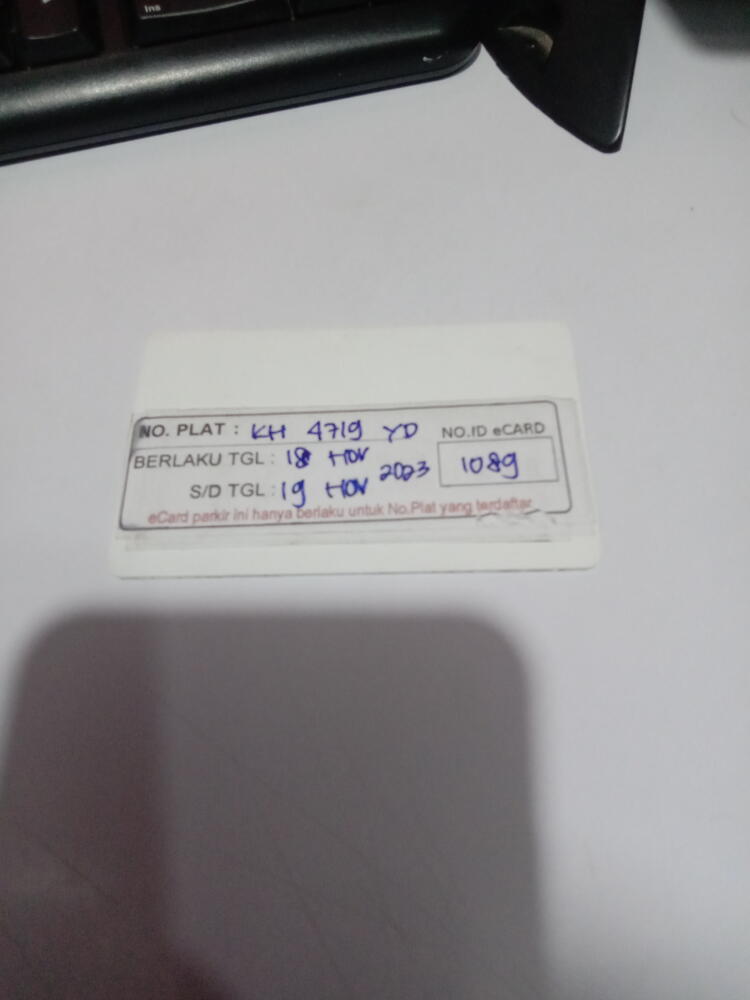 Ins
NO. PLAT : KH 4719 YD
NO.ID eCARD
BERLAKU TGL : 18 NOV 2023
1089
S/D TGL : 19 NOV
eCard parkir ini hanya berlaku untuk No.Plat yang terdaftar